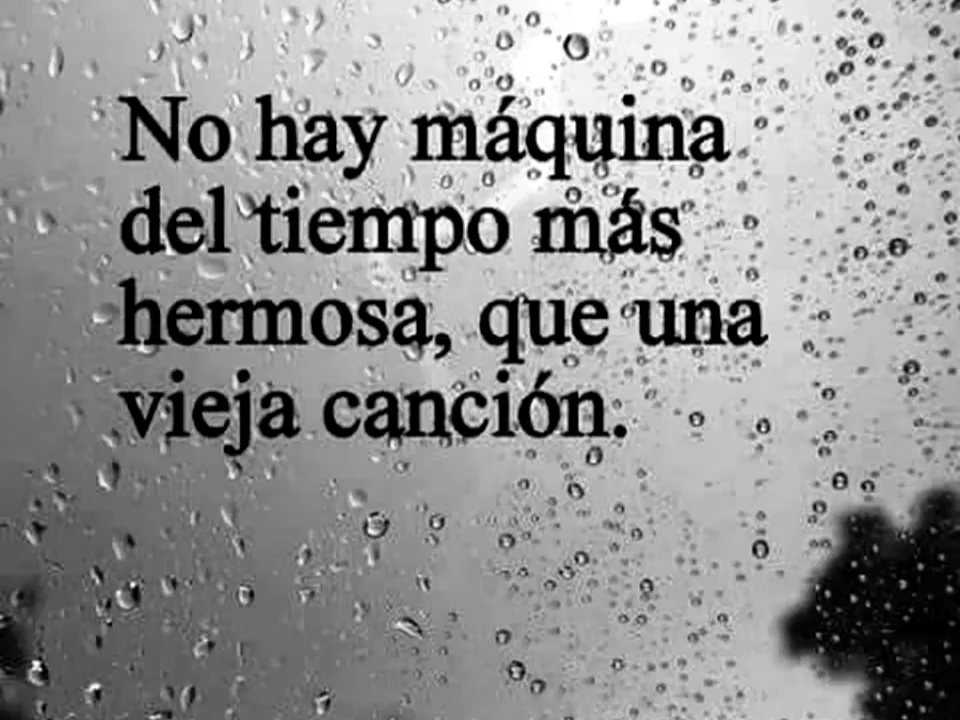 No hay máquina
del tiempo más
hermosa, que una
vieja canción.